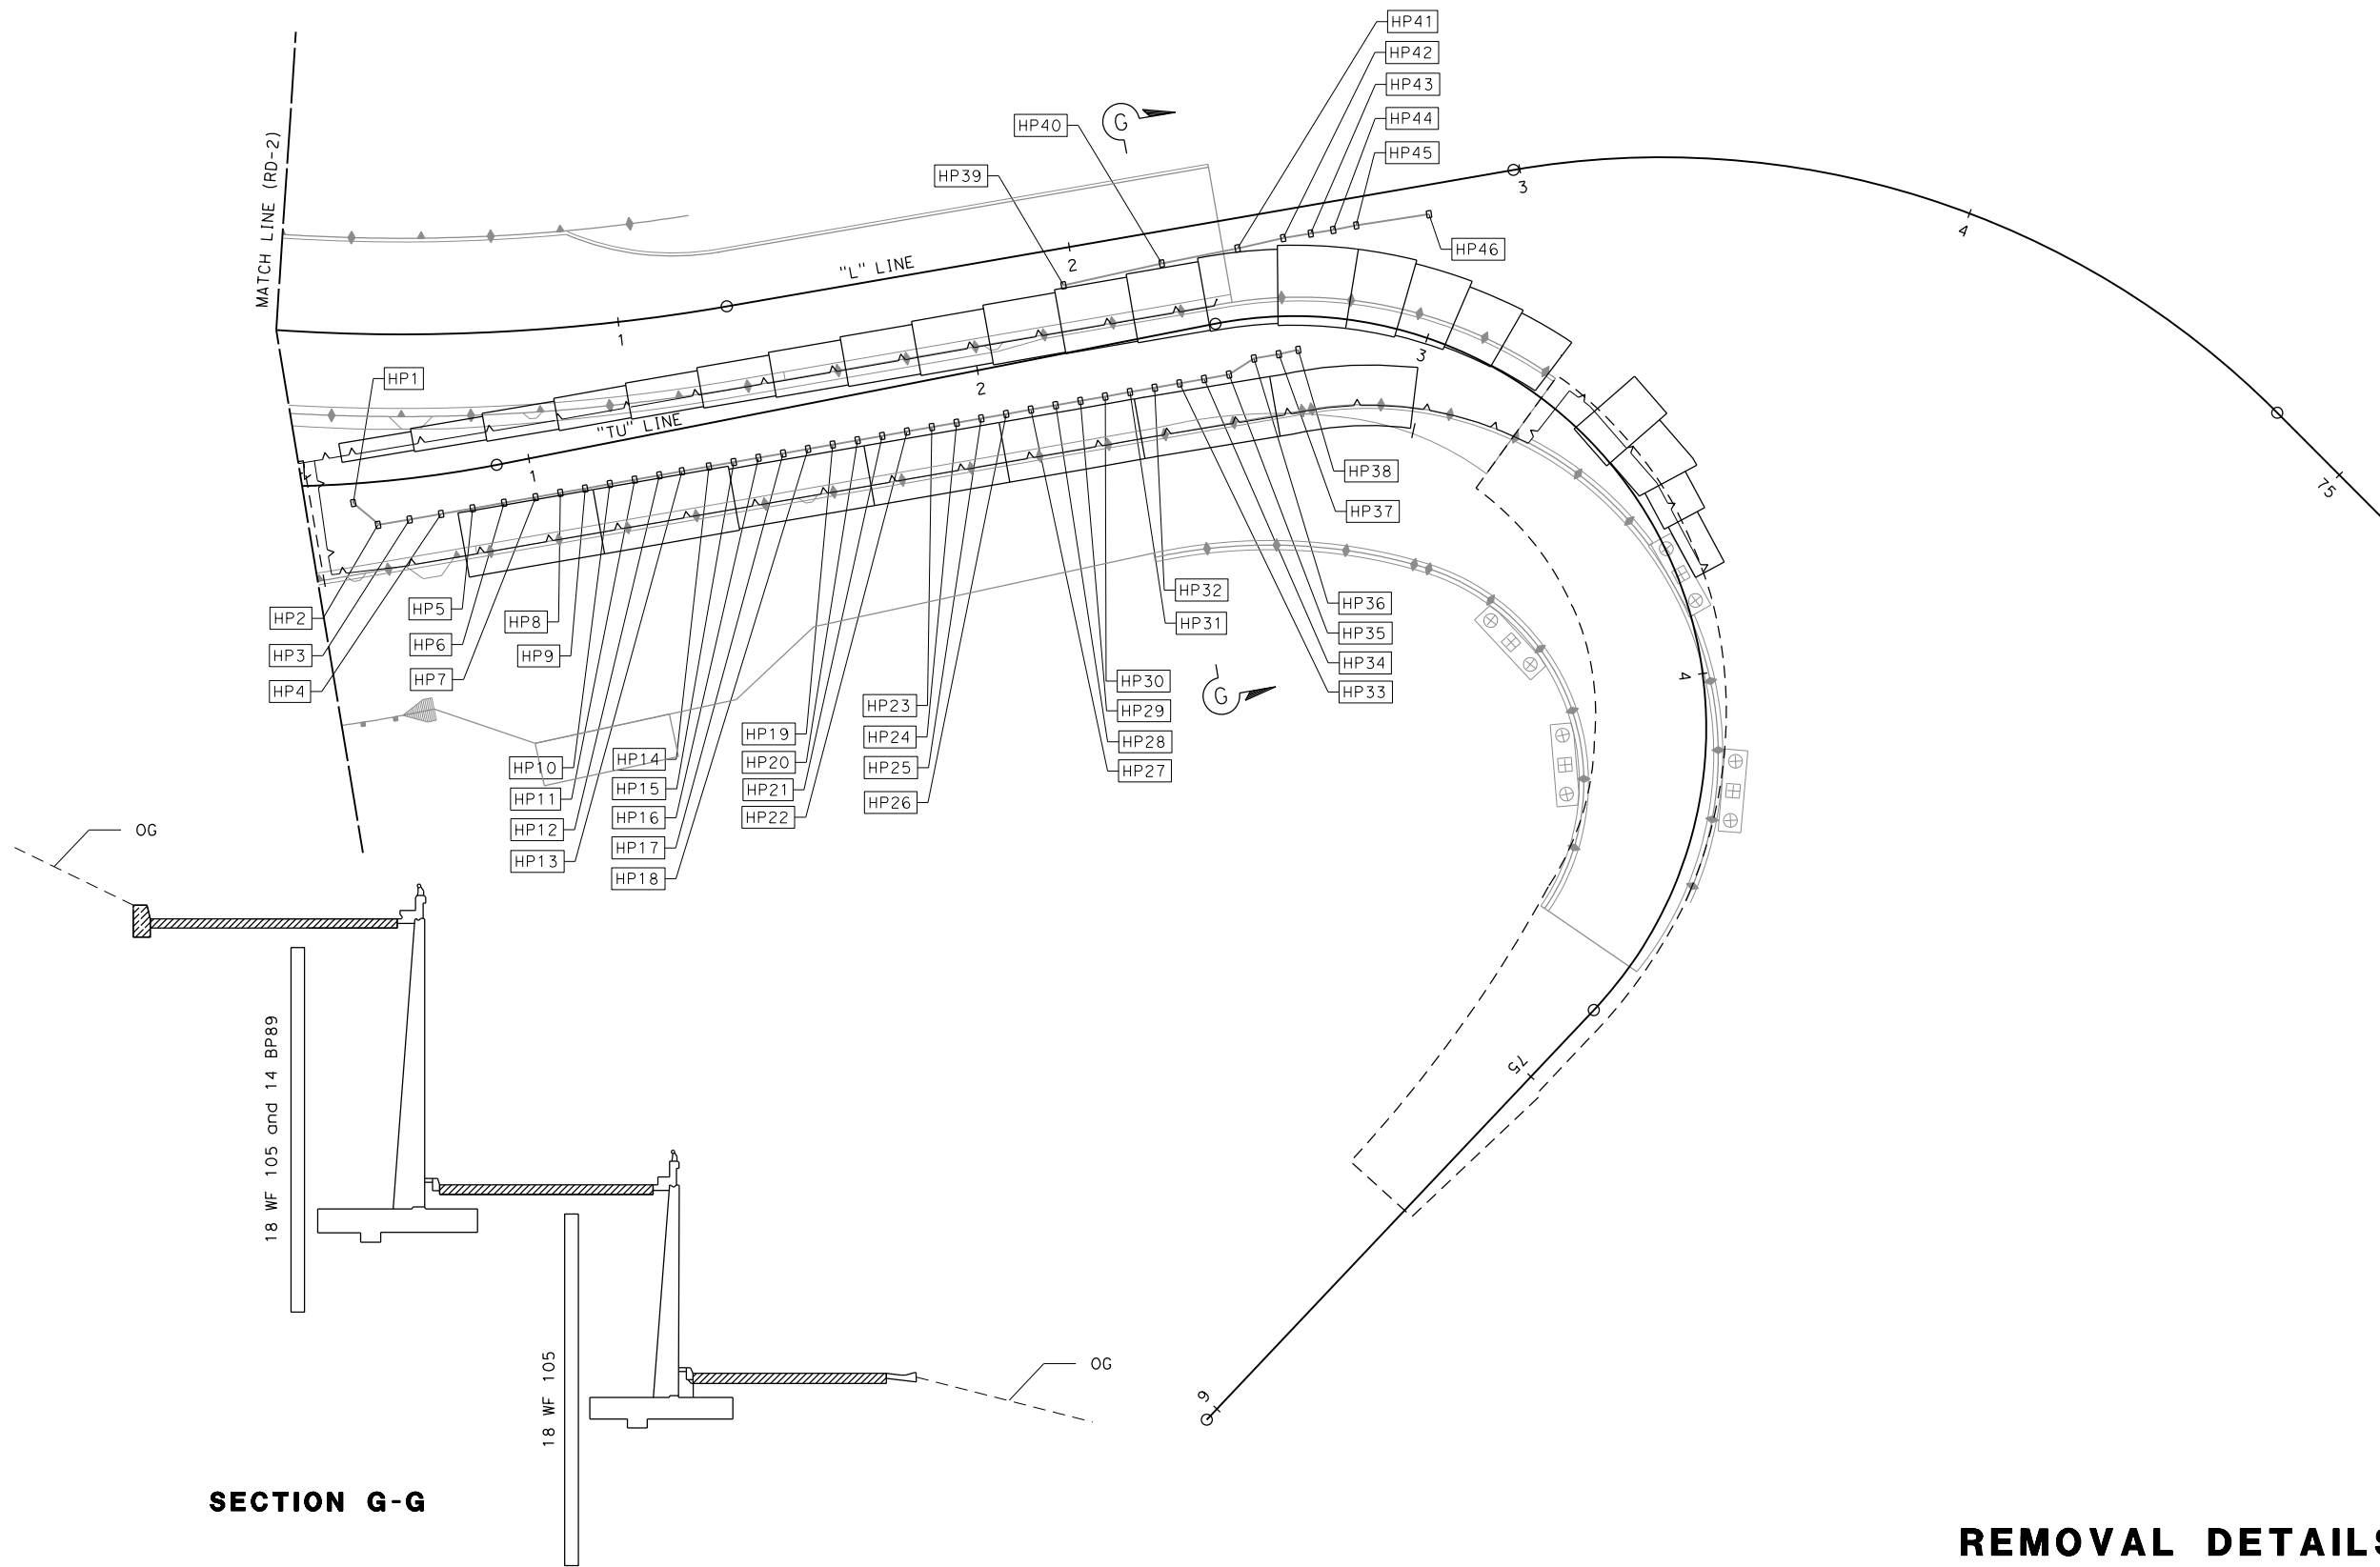 HP41
HP42
HP43
HP44
HP45
HP40
G
HP39
MATCH LINE (RD-2)
"L" LINE
1
2
3
4
75
HP46
HP1
"TU" LINE
1
2
3
4
75
6
HP38
HP37
HP36
HP35
HP34
HP33
HP32
HP31
HP30
HP29
HP28
HP27
G
HP2
HP3
HP4
HP5
HP6
HP7
HP8
HP9
HP10
HP11
HP12
HP13
HP14
HP15
HP16
HP17
HP18
HP19
HP20
HP21
HP22
HP23
HP24
HP25
HP26
OG
18 WF 105 and 14 BP89
18 WF 105
OG
SECTION G-G
REMOVAL DETAILS